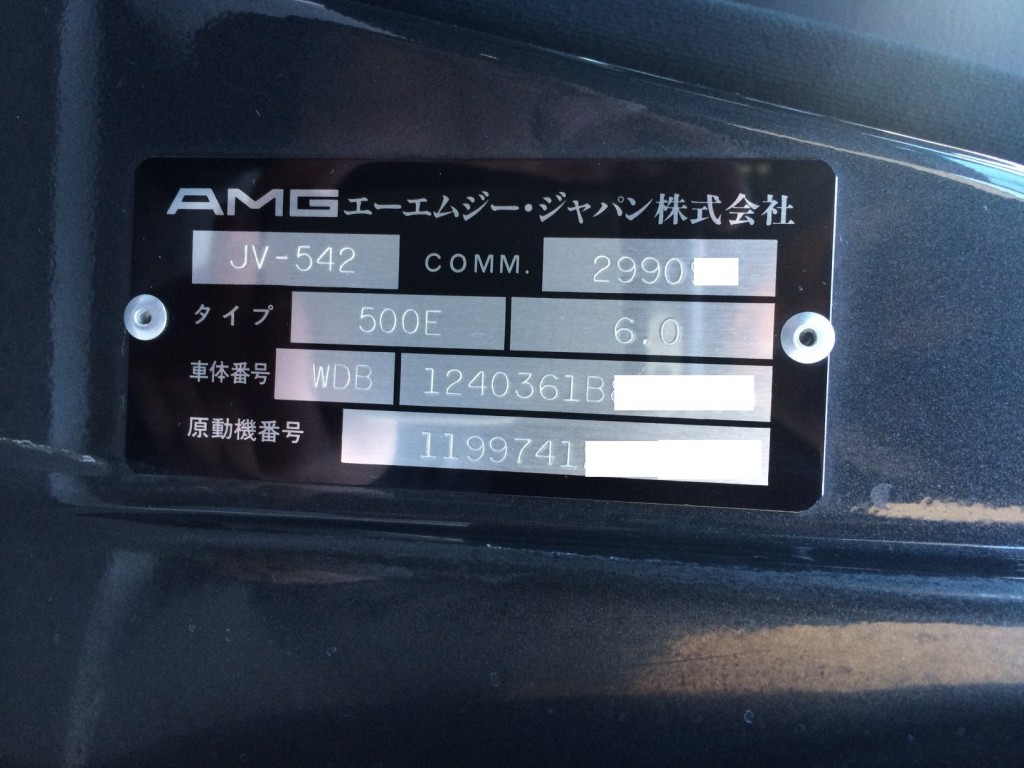 AMGエーエムジー・ジャパン株式会社
JV-542 COMM. 2990
タイプ 500E 6.0
車体番号 WDB 1240361B
原動機番号 1199741